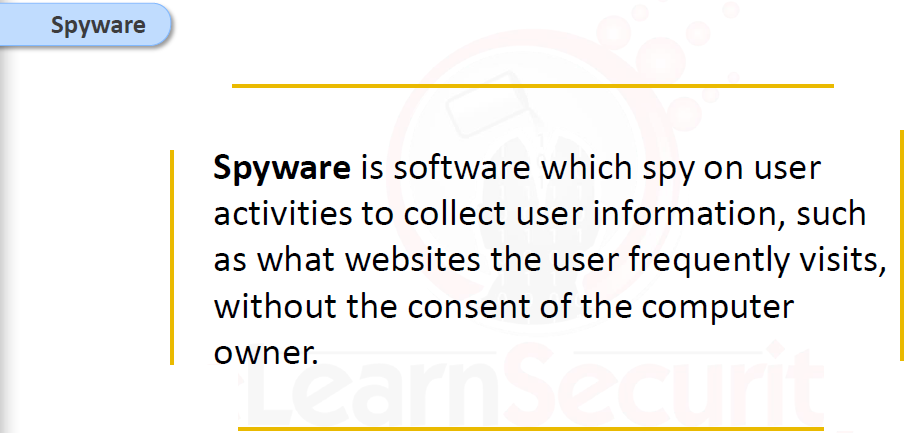 Spyware
Spyware is software which spy on user
activities to collect user information, such
as what websites the user frequently visits,
without the consent of the computer
owner.
LearnSecurit